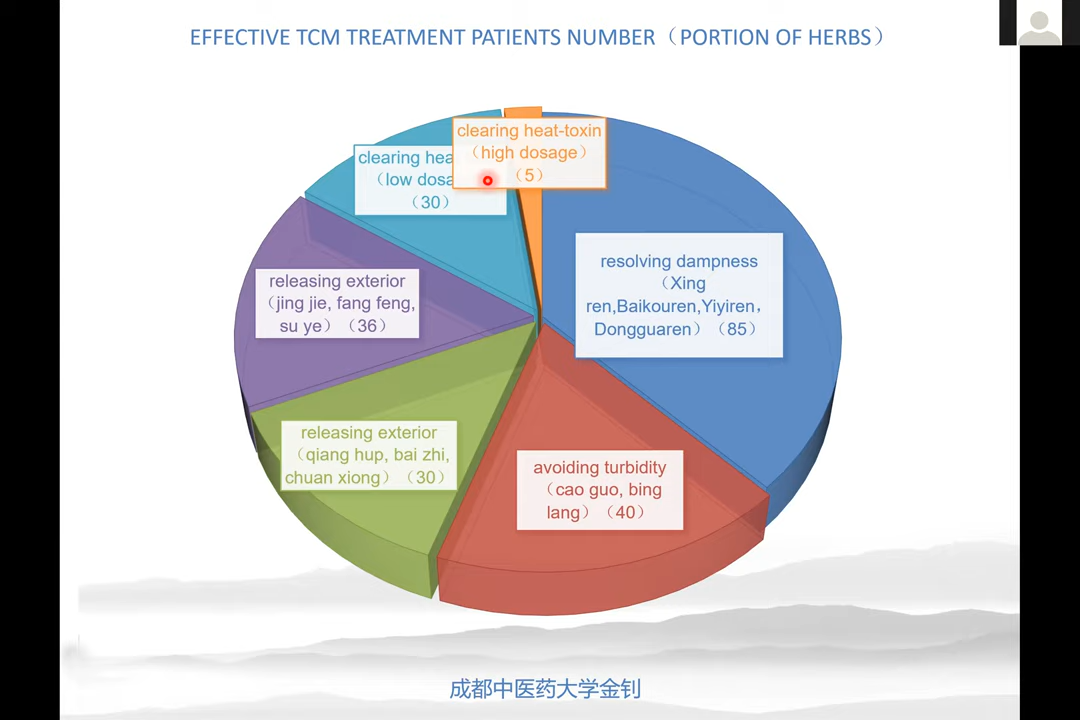 EFFECTIVE TCM TREATMENT PATIENTS NUMBER（PORTION OF HERBS）
clearing heat-toxin
（high dosage）
（5）
clearing
（low
（30）
resolving dampness
（Xing
ren,Baikouren,Yiyiren，
Dongguaren）（85）
releasing exterior
（jing jie, fang feng,
su ye）（36）
releasing exterior
（qiang hup, bai zhi,
chuan xiong）（30）
avoiding turbidity
（cao guo, bing
lang）（40）
成都中医药大学金钊